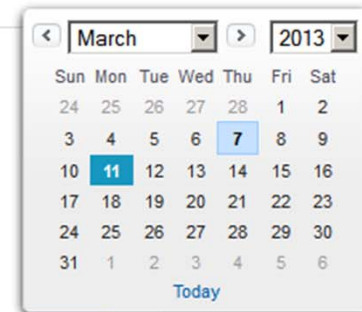 March 2013
Sun Mon Tue Wed Thu Fri Sat
24 25 26 27 28 1 2
3 4 5 6 7 8 9
10 11 12 13 14 15 16
17 18 19 20 21 22 23
24 25 26 27 28 29 30
31 1 2 3 4 5 6
Today